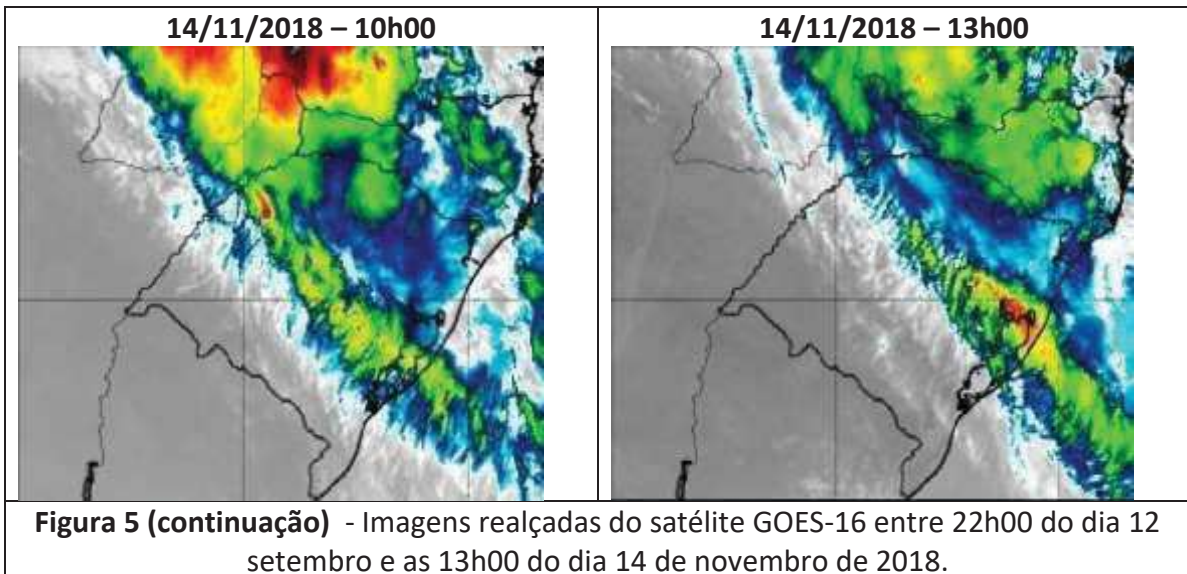 14/11/2018 – 10h00
14/11/2018 – 13h00
Figura 5 (continuação) - Imagens realçadas do satélite GOES-16 entre 22h00 do dia 12
setembro e as 13h00 do dia 14 de novembro de 2018.